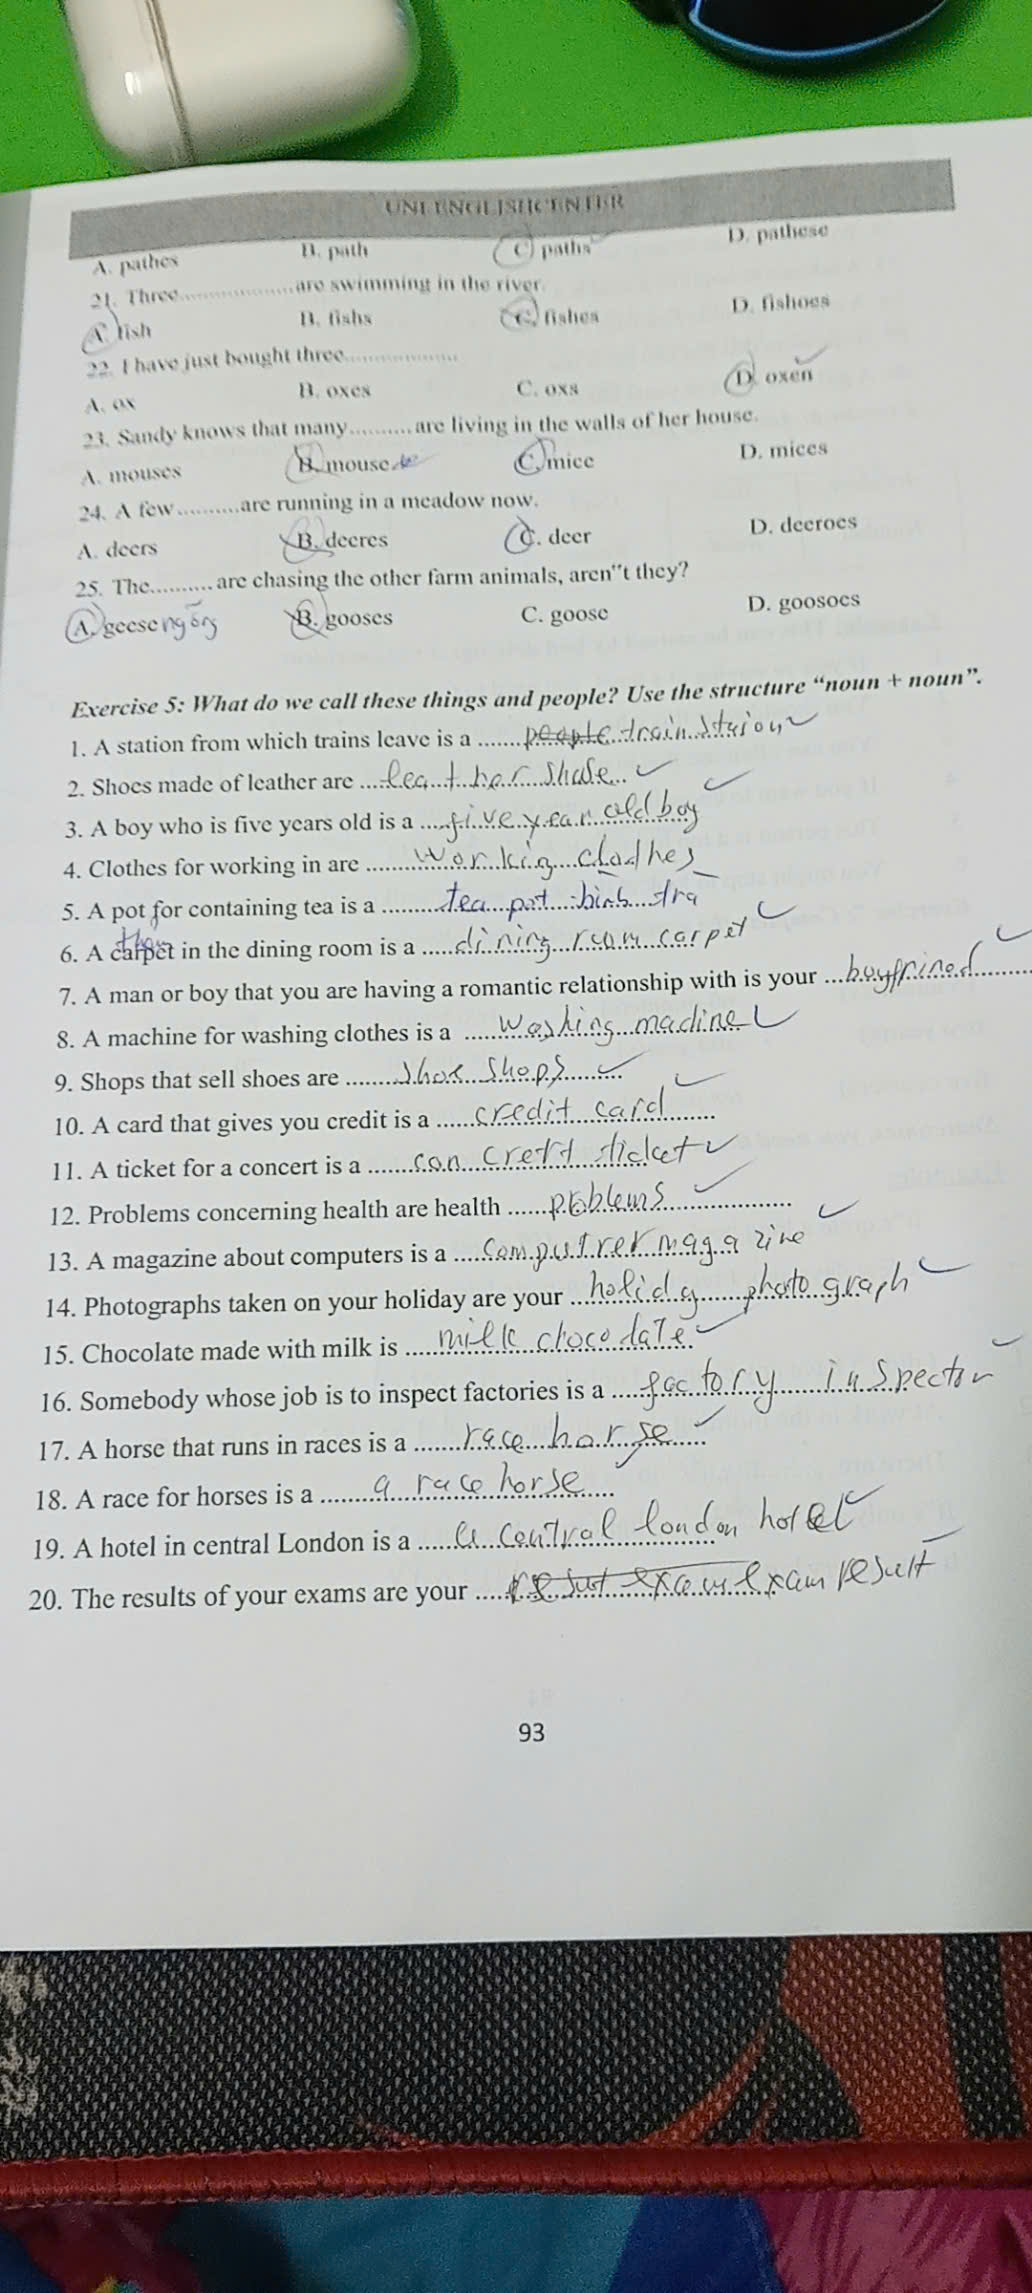 UNI ENGLISHCENTER
A. pathes B. path C. paths D. pathese
21. Three..................are swimming in the river.
A. fish B. fishs C. fishes D. fishoes
22. I have just bought three..................
A. ox B. oxes C. oxs D. oxen
23. Sandy knows that many..........are living in the walls of her house.
A. mouses B. mouse C. mice D. mices
24. A few..........are running in a meadow now.
A. deers B. deeres C. deer D. deeroes
25. The..........are chasing the other farm animals, aren"t they?
A. geese ngỗng B. gooses C. goose D. goosoes
Exercise 5: What do we call these things and people? Use the structure “noun + noun”.
1. A station from which trains leave is a ....... people train staion
2. Shoes made of leather are .... leather shose
3. A boy who is five years old is a .... five year old boy
4. Clothes for working in are ........ working clodhes
5. A pot for containing tea is a ......... tea pot bình trà
6. A carpet in the dining room is a ..... dining room carpet
thảm
7. A man or boy that you are having a romantic relationship with is your ... boyfrined
8. A machine for washing clothes is a .... washing madine
9. Shops that sell shoes are ......... shoe shops
10. A card that gives you credit is a ...... credit card
11. A ticket for a concert is a ....... con crett ticket
12. Problems concerning health are health ...... problems
13. A magazine about computers is a .... computrer magazine
14. Photographs taken on your holiday are your ... holiday photograph
15. Chocolate made with milk is ..... milk chocolate
16. Somebody whose job is to inspect factories is a .... factory inspector
17. A horse that runs in races is a ....... race horse
18. A race for horses is a ........ a race horse
19. A hotel in central London is a ..... a central london hotel
20. The results of your exams are your ..... result exam exam result
93